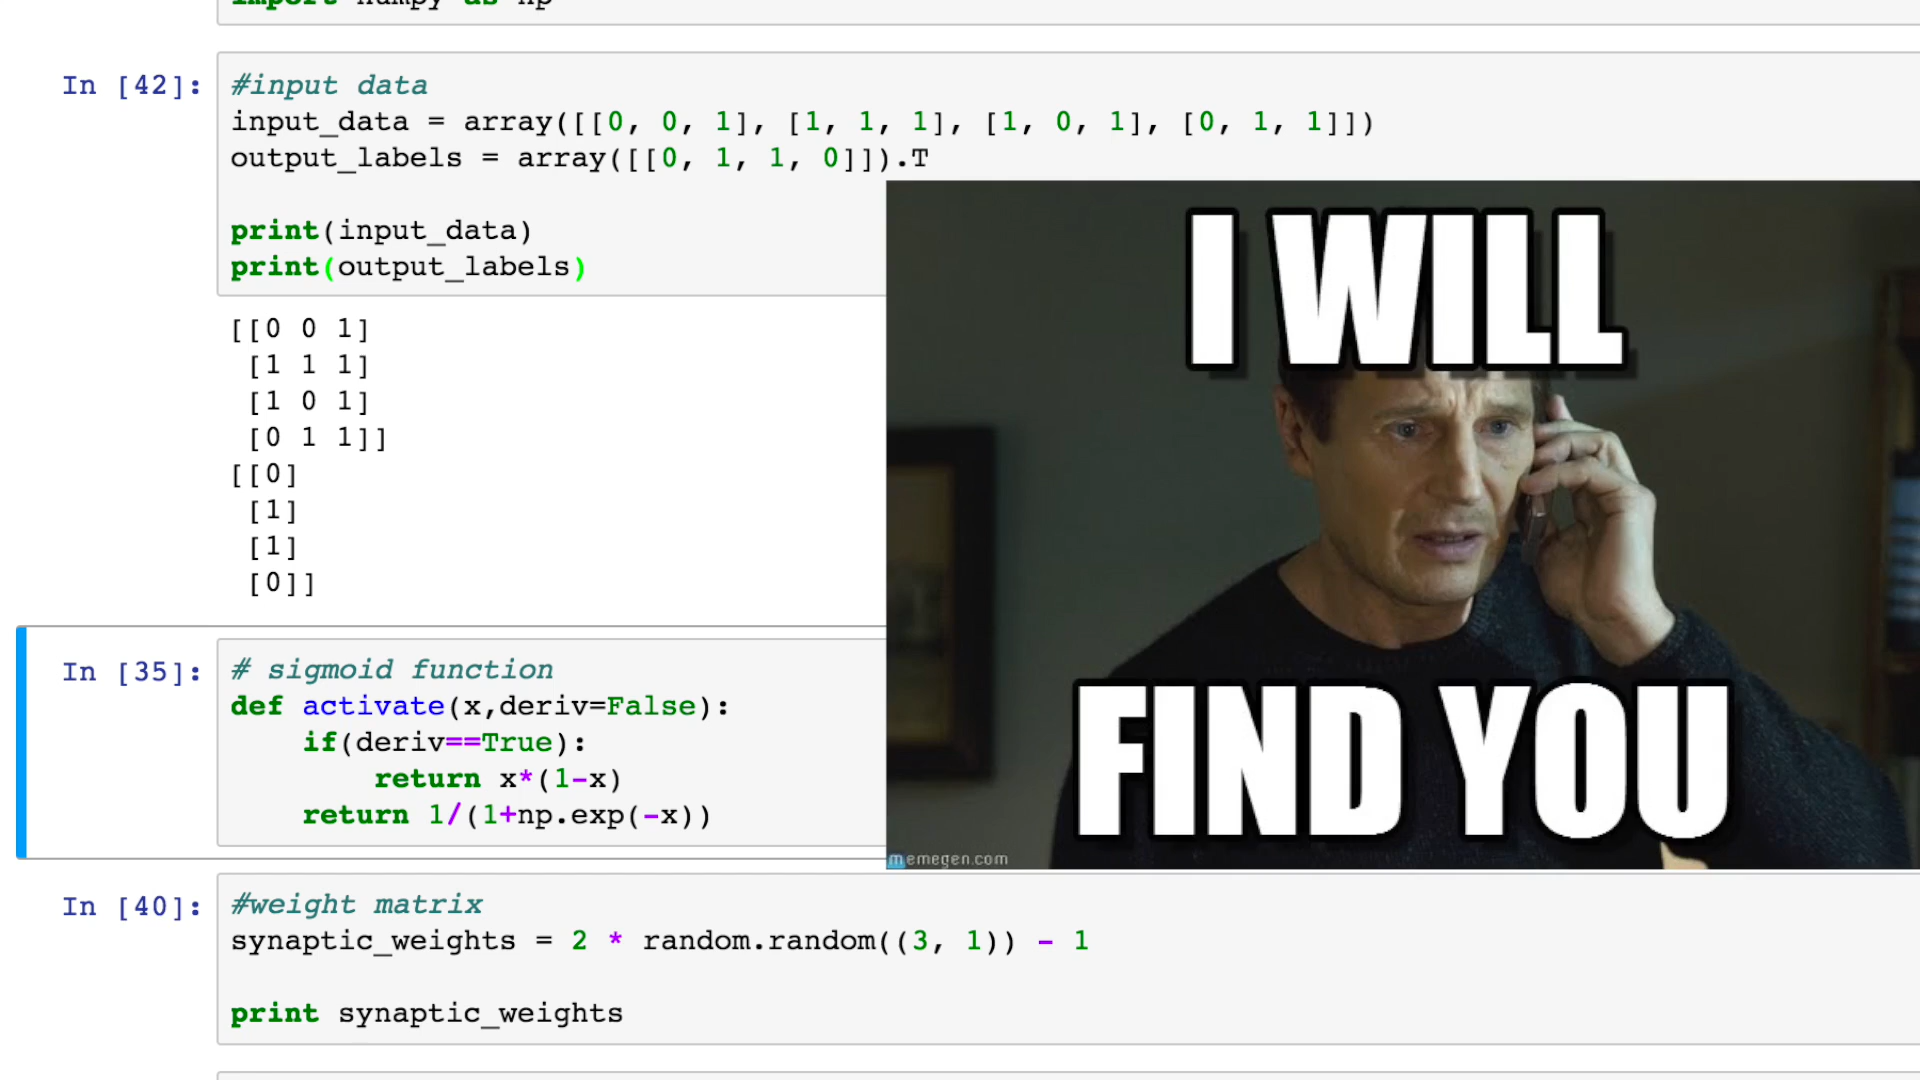 import numpy as np
In [42]:
#input data
input_data = array([[0, 0, 1], [1, 1, 1], [1, 0, 1], [0, 1, 1]])
output_labels = array([[0, 1, 1, 0]]).T
print(input_data)
print(output_labels)
[[0 0 1]
[1 1 1]
[1 0 1]
[0 1 1]]
[[0]
[1]
[1]
[0]]
I WILL
FIND YOU
memegen.com
In [35]:
# sigmoid function
def activate(x,deriv=False):
if(deriv==True):
return x*(1-x)
return 1/(1+np.exp(-x))
In [40]:
#weight matrix
synaptic_weights = 2 * random.random((3, 1)) - 1
print synaptic_weights